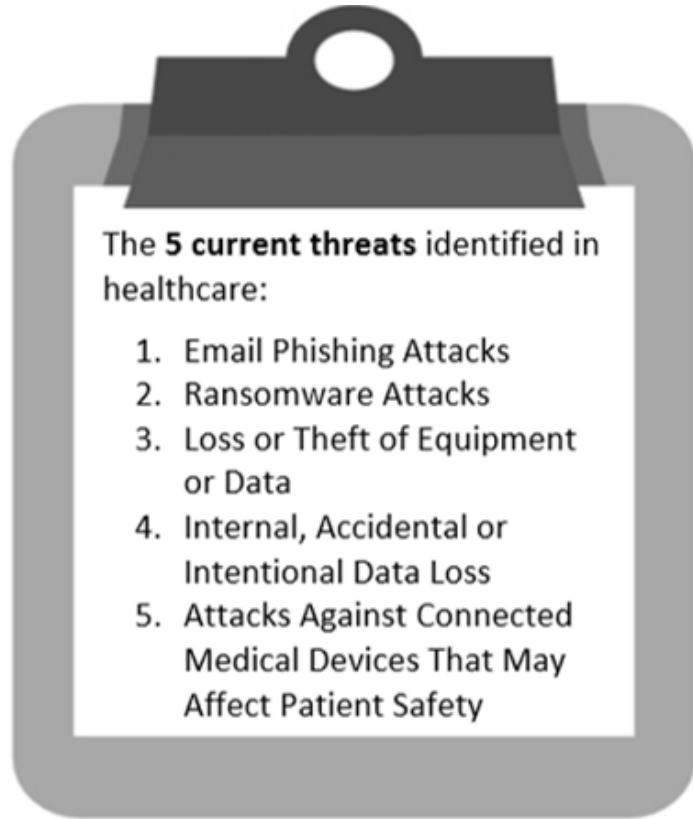 The 5 current threats identified in
healthcare:
1. Email Phishing Attacks
2. Ransomware Attacks
3. Loss or Theft of Equipment
or Data
4. Internal, Accidental or
Intentional Data Loss
5. Attacks Against Connected
Medical Devices That May
Affect Patient Safety